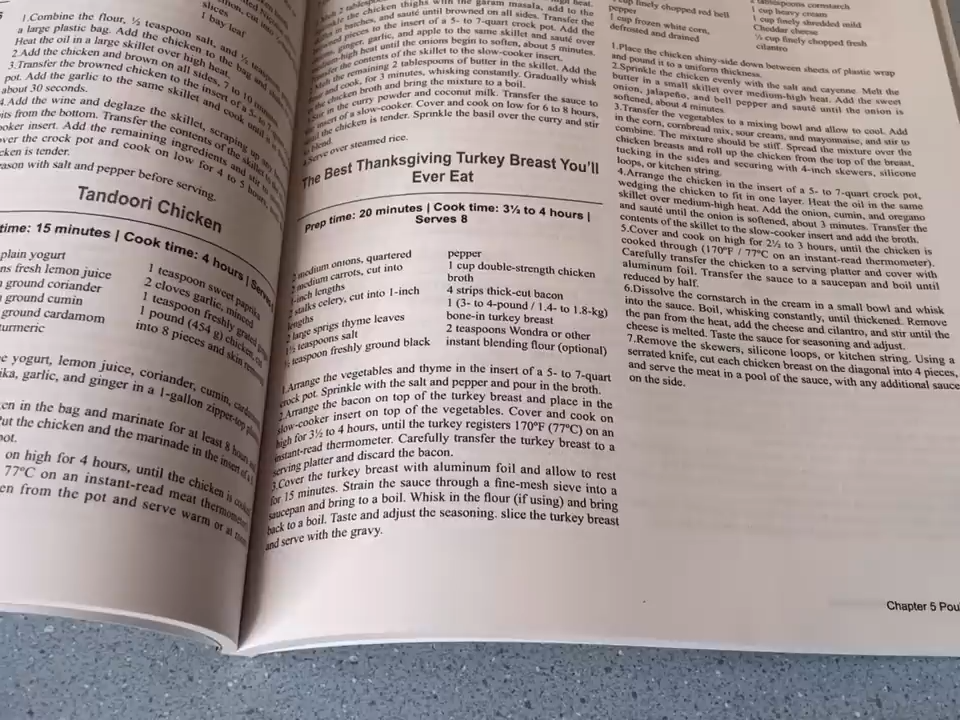 1.Combine the flour, ½ teaspoon salt, and
a large plastic bag. Add the chicken to the bag and
Heat the oil in a large skillet over high heat.
2.Add the chicken and brown on all sides,
3.Transfer the browned chicken to the insert of a 5- to 7-quart
pot. Add the garlic to the same skillet and cook until
about 30 seconds.
4.Add the wine and deglaze the skillet, scraping up any
its from the bottom. Transfer the contents of the skillet to
ooker insert. Add the remaining ingredients and stir to
ver the crock pot and cook on low for 4 to 5 hours,
cken is tender.
ason with salt and pepper before serving.
1 bay leaf
slices
Tandoori Chicken
time: 15 minutes | Cook time: 4 hours | Serves
plain yogurt
ns fresh lemon juice
ground coriander
ground cumin
ground cardamom
turmeric
1 teaspoon sweet paprika
2 cloves garlic, minced
1 teaspoon freshly grated
1 pound (454 g) chicken, cut
into 8 pieces and skin removed
e yogurt, lemon juice, coriander, cumin,
ika, garlic, and ginger in a 1-gallon zipper-top
en in the bag and marinate for at least 8 hours
ut the chicken and the marinade in the insert of a
pot.
on high for 4 hours, until the chicken is cooked
77ºC on an instant-read meat thermometer
en from the pot and serve warm or at room
the chicken thighs with the garam masala, add to the
in batches, and sauté until browned on all sides. Transfer the
pieces to the insert of a 5- to 7-quart crock pot. Add the
ginger, garlic, and apple to the same skillet and sauté over
medium-high heat until the onions begin to soften, about 5 minutes.
Transfer the contents of the skillet to the slow-cooker insert.
the remaining 2 tablespoons of butter in the skillet. Add the
and cook, for 3 minutes, whisking constantly. Gradually whisk
the chicken broth and bring the mixture to a boil.
Stir in the curry powder and coconut milk. Transfer the sauce to
the insert of a slow-cooker. Cover and cook on low for 6 to 8 hours,
until the chicken is tender. Sprinkle the basil over the curry and stir
to blend.
4.Serve over steamed rice.
The Best Thanksgiving Turkey Breast You'll
Ever Eat
Prep time: 20 minutes | Cook time: 3½ to 4 hours |
Serves 8
2 medium onions, quartered
2 medium carrots, cut into
1-inch lengths
2 stalks celery, cut into 1-inch
lengths
2 large sprigs thyme leaves
1½ teaspoons salt
teaspoon freshly ground black
pepper
1 cup double-strength chicken
broth
4 strips thick-cut bacon
1 (3- to 4-pound / 1.4- to 1.8-kg)
bone-in turkey breast
2 teaspoons Wondra or other
instant blending flour (optional)
1.Arrange the vegetables and thyme in the insert of a 5- to 7-quart
crock pot. Sprinkle with the salt and pepper and pour in the broth.
2.Arrange the bacon on top of the turkey breast and place in the
slow-cooker insert on top of the vegetables. Cover and cook on
high for 3½ to 4 hours, until the turkey registers 170ºF (77ºC) on an
instant-read thermometer. Carefully transfer the turkey breast to a
serving platter and discard the bacon.
3.Cover the turkey breast with aluminum foil and allow to rest
for 15 minutes. Strain the sauce through a fine-mesh sieve into a
saucepan and bring to a boil. Whisk in the flour (if using) and bring
back to a boil. Taste and adjust the seasoning. slice the turkey breast
and serve with the gravy.
cup finely chopped red bell
pepper
1 cup frozen white corn,
defrosted and drained
tablespoons cornstarch
1 cup heavy cream
1 cup finely shredded mild
Cheddar cheese
½ cup finely chopped fresh
cilantro
1.Place the chicken shiny-side down between sheets of plastic wrap
and pound it to a uniform thickness.
2.Sprinkle the chicken evenly with the salt and cayenne. Melt the
butter in a small skillet over medium-high heat. Add the sweet
onion, jalapeño, and bell pepper and sauté until the onion is
softened, about 4 minutes.
3.Transfer the vegetables to a mixing bowl and allow to cool. Add
in the corn, cornbread mix, sour cream, and mayonnaise, and stir to
combine. The mixture should be stiff. Spread the mixture over the
chicken breasts and roll up the chicken from the top of the breast,
tucking in the sides and securing with 4-inch skewers, silicone
loops, or kitchen string.
4.Arrange the chicken in the insert of a 5- to 7-quart crock pot,
wedging the chicken to fit in one layer. Heat the oil in the same
skillet over medium-high heat. Add the onion, cumin, and oregano
and sauté until the onion is softened, about 3 minutes. Transfer the
contents of the skillet to the slow-cooker insert and add the broth.
5.Cover and cook on high for 2½ to 3 hours, until the chicken is
cooked through (170ºF / 77ºC on an instant-read thermometer).
Carefully transfer the chicken to a serving platter and cover with
aluminum foil. Transfer the sauce to a saucepan and boil until
reduced by half.
6.Dissolve the cornstarch in the cream in a small bowl and whisk
into the sauce. Boil, whisking constantly, until thickened. Remove
the pan from the heat, add the cheese and cilantro, and stir until the
cheese is melted. Taste the sauce for seasoning and adjust.
7.Remove the skewers, silicone loops, or kitchen string. Using a
serrated knife, cut each chicken breast on the diagonal into 4 pieces,
and serve the meat in a pool of the sauce, with any additional sauce
on the side.
Chapter 5 Pou